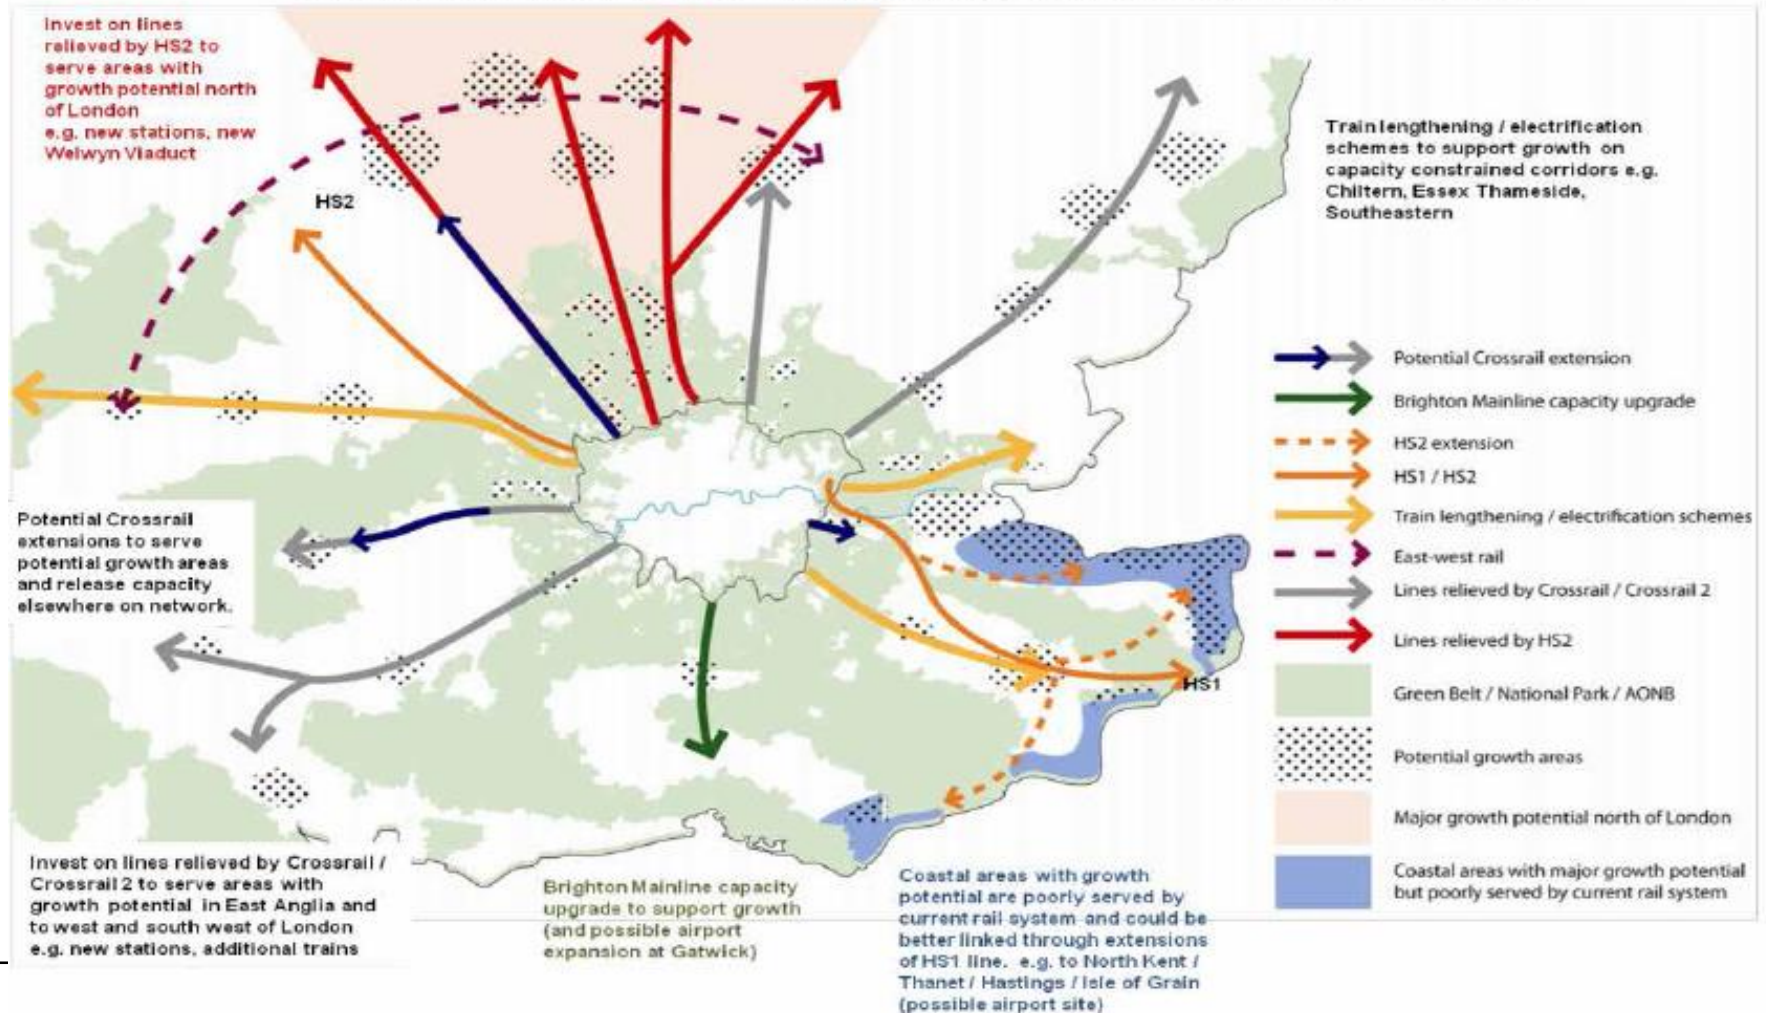 Invest on lines
relieved by HS2 to
serve areas with
growth potential north
of London
e.g. new stations, new
Welwyn Viaduct
HS2
Train lengthening / electrification
schemes to support growth on
capacity constrained corridors e.g.
Chiltern, Essex Thameside,
Southeastern
Potential Crossrail
extensions to serve
potential growth areas
and release capacity
elsewhere on network.
HS1
Potential Crossrail extension
Brighton Mainline capacity upgrade
HS2 extension
HS1 / HS2
Train lengthening / electrification schemes
East-west rail
Lines relieved by Crossrail / Crossrail 2
Lines relieved by HS2
Green Belt / National Park / AONB
Potential growth areas
Major growth potential north of London
Coastal areas with major growth potential
but poorly served by current rail system
Invest on lines relieved by Crossrail /
Crossrail 2 to serve areas with
growth potential in East Anglia and
to west and south west of London
e.g. new stations, additional trains
Brighton Mainline capacity
upgrade to support growth
(and possible airport
expansion at Gatwick)
Coastal areas with growth
potential are poorly served by
current rail system and could be
better linked through extensions
of HS1 line. e.g. to North Kent /
Thanet / Hastings / Isle of Grain
(possible airport site)